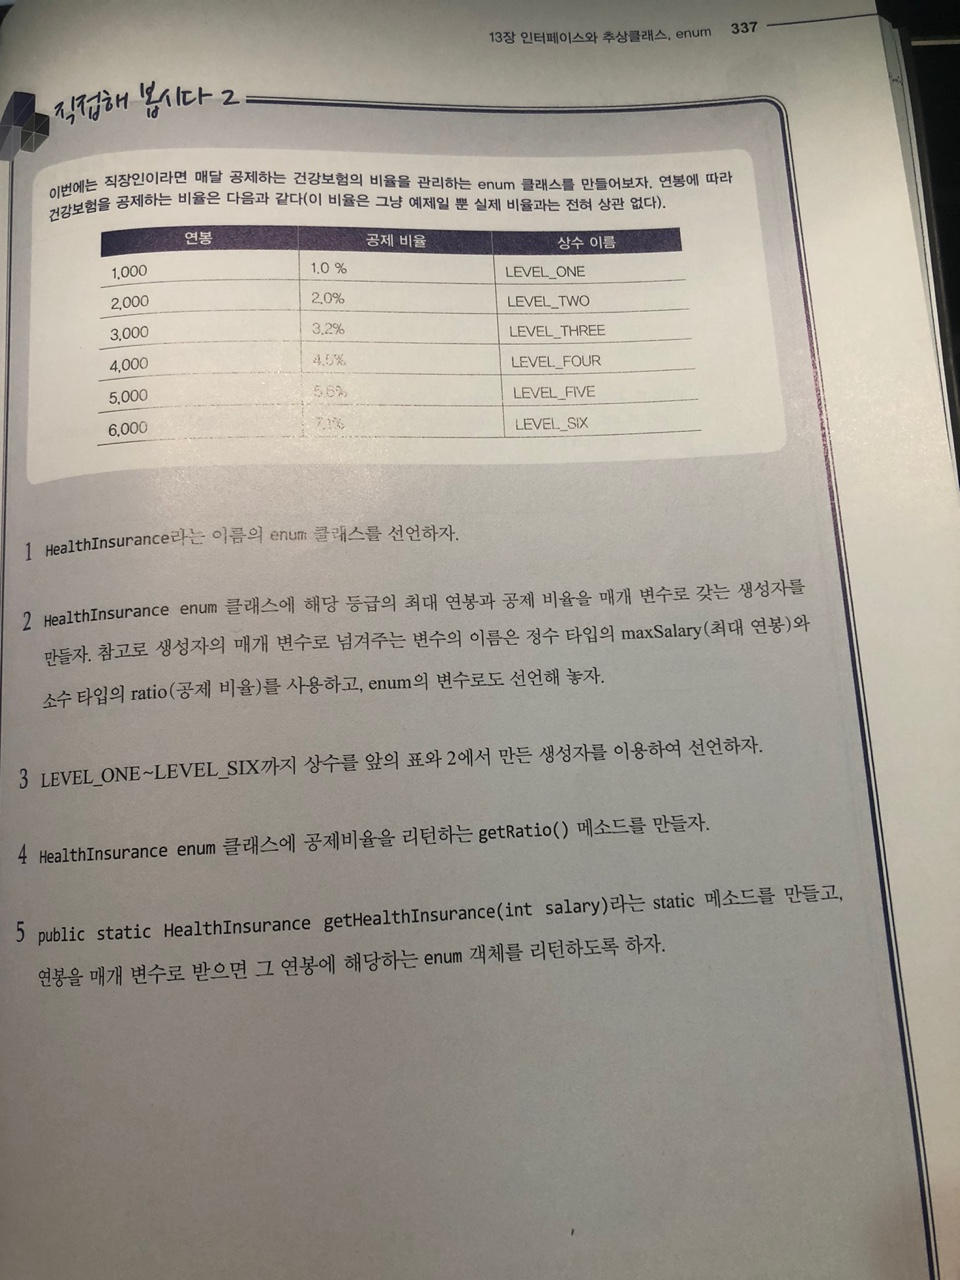 13장 인터페이스와 추상클래스, enum 337
직접해 봅시다 2
이번에는 직장인이라면 매달 공제하는 건강보험의 비율을 관리하는 enum 클래스를 만들어보자. 연봉에 따라
건강보험을 공제하는 비율은 다음과 같다(이 비율은 그냥 예제일 뿐 실제 비율과는 전혀 상관 없다).
연봉 공제 비율 상수 이름
1,000 1.0 % LEVEL_ONE
2,000 2.0% LEVEL_TWO
3,000 3.2% LEVEL_THREE
4,000 4.5% LEVEL_FOUR
5,000 5.6% LEVEL_FIVE
6,000 7.1% LEVEL_SIX
1 HealthInsurance라는 이름의 enum 클래스를 선언하자.
2 HealthInsurance enum 클래스에 해당 등급의 최대 연봉과 공제 비율을 매개 변수로 갖는 생성자를
만들자. 참고로 생성자의 매개 변수로 넘겨주는 변수의 이름은 정수 타입의 maxSalary(최대 연봉)와
소수 타입의 ratio(공제 비율)를 사용하고, enum의 변수로도 선언해 놓자.
3 LEVEL_ONE~LEVEL_SIX까지 상수를 앞의 표와 2에서 만든 생성자를 이용하여 선언하자.
4 HealthInsurance enum 클래스에 공제비율을 리턴하는 getRatio() 메소드를 만들자.
5 public static HealthInsurance getHealthInsurance(int salary)라는 static 메소드를 만들고,
연봉을 매개 변수로 받으면 그 연봉에 해당하는 enum 객체를 리턴하도록 하자.